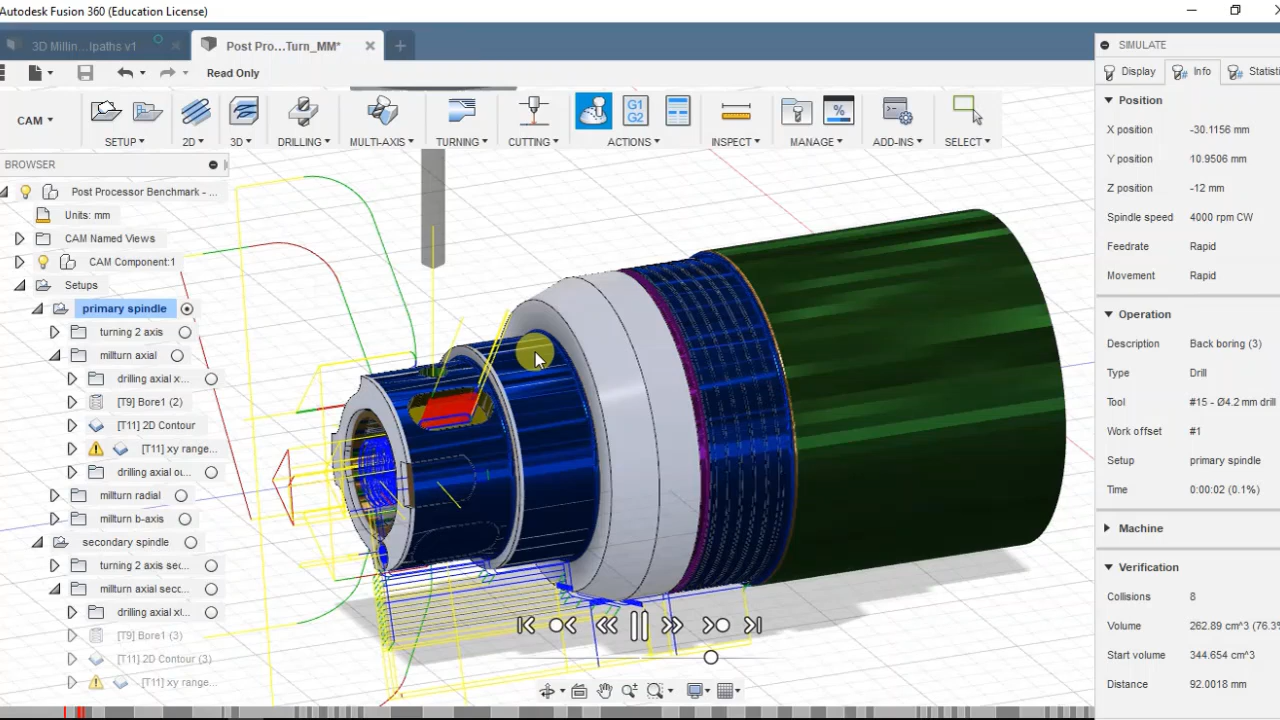 Autodesk Fusion 360 (Education License)
3D Millin...lpaths v1
Post Pro...Turn_MM*
Read Only
SIMULATE
Display
Info
Statisti
CAM
SETUP
2D
3D
DRILLING
MULTI-AXIS
TURNING
CUTTING
G1
G2
ACTIONS
INSPECT
MANAGE
ADD-INS
SELECT
BROWSER
Post Processor Benchmark - ...
Units: mm
CAM Named Views
CAM Component:1
Setups
primary spindle
turning 2 axis
millturn axial
drilling axial x...
[T9] Bore1 (2)
[T11] 2D Contour
[T11] xy range...
drilling axial ou...
millturn radial
millturn b-axis
secondary spindle
turning 2 axis sec...
millturn axial seco...
drilling axial xl...
[T9] Bore1 (3)
[T11] 2D Contour (3)
[T11] xy range...
Position
X position -30.1156 mm
Y position 10.9506 mm
Z position -12 mm
Spindle speed 4000 rpm CW
Feedrate Rapid
Movement Rapid
Operation
Description Back boring (3)
Type Drill
Tool #15 - Ø4.2 mm drill
Work offset #1
Setup primary spindle
Time 0:00:02 (0.1%)
Machine
Verification
Collisions 8
Volume 262.89 cm^3 (76.3%
Start volume 344.654 cm^3
Distance 92.0018 mm